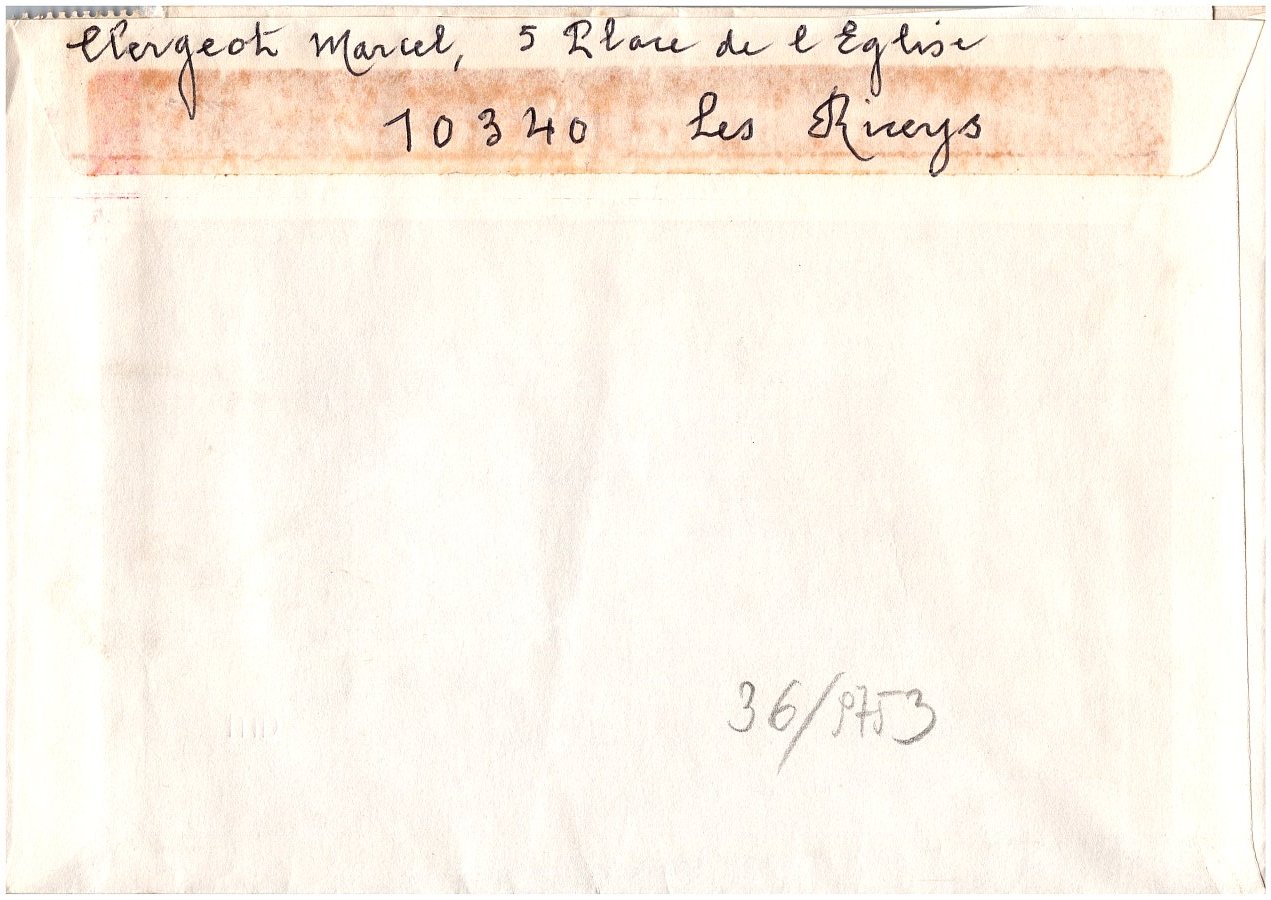 Clergeot Marcel, 5 Place de l Eglise
10340 Les Riceys
36/9753